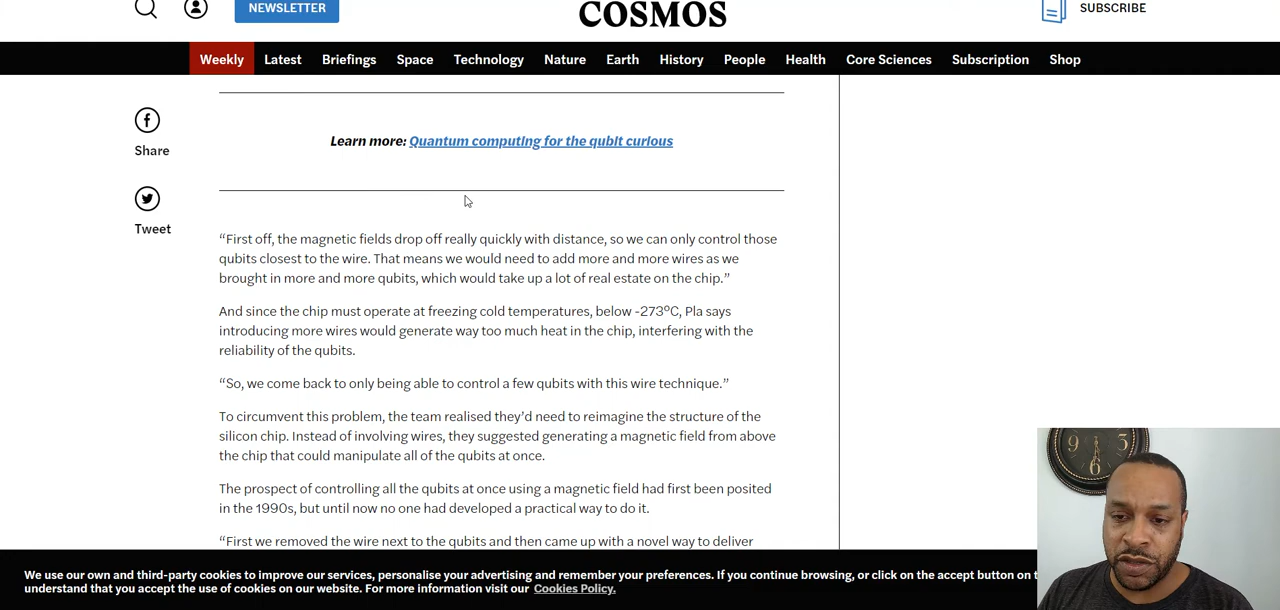 NEWSLETTER
COSMOS
SUBSCRIBE
Weekly Latest Briefings Space Technology Nature Earth History People Health Core Sciences Subscription Shop
Share
Tweet
Learn more: Quantum computing for the qubit curious
“First off, the magnetic fields drop off really quickly with distance, so we can only control those
qubits closest to the wire. That means we would need to add more and more wires as we
brought in more and more qubits, which would take up a lot of real estate on the chip.”
And since the chip must operate at freezing cold temperatures, below -273°C, Pla says
introducing more wires would generate way too much heat in the chip, interfering with the
reliability of the qubits.
“So, we come back to only being able to control a few qubits with this wire technique.”
To circumvent this problem, the team realised they’d need to reimagine the structure of the
silicon chip. Instead of involving wires, they suggested generating a magnetic field from above
the chip that could manipulate all of the qubits at once.
The prospect of controlling all the qubits at once using a magnetic field had first been posited
in the 1990s, but until now no one had developed a practical way to do it.
“First we removed the wire next to the qubits and then came up with a novel way to deliver
We use our own and third-party cookies to improve our services, personalise your advertising and remember your preferences. If you continue browsing, or click on the accept button on
understand that you accept the use of cookies on our website. For more information visit our Cookies Policy.
9 3
6